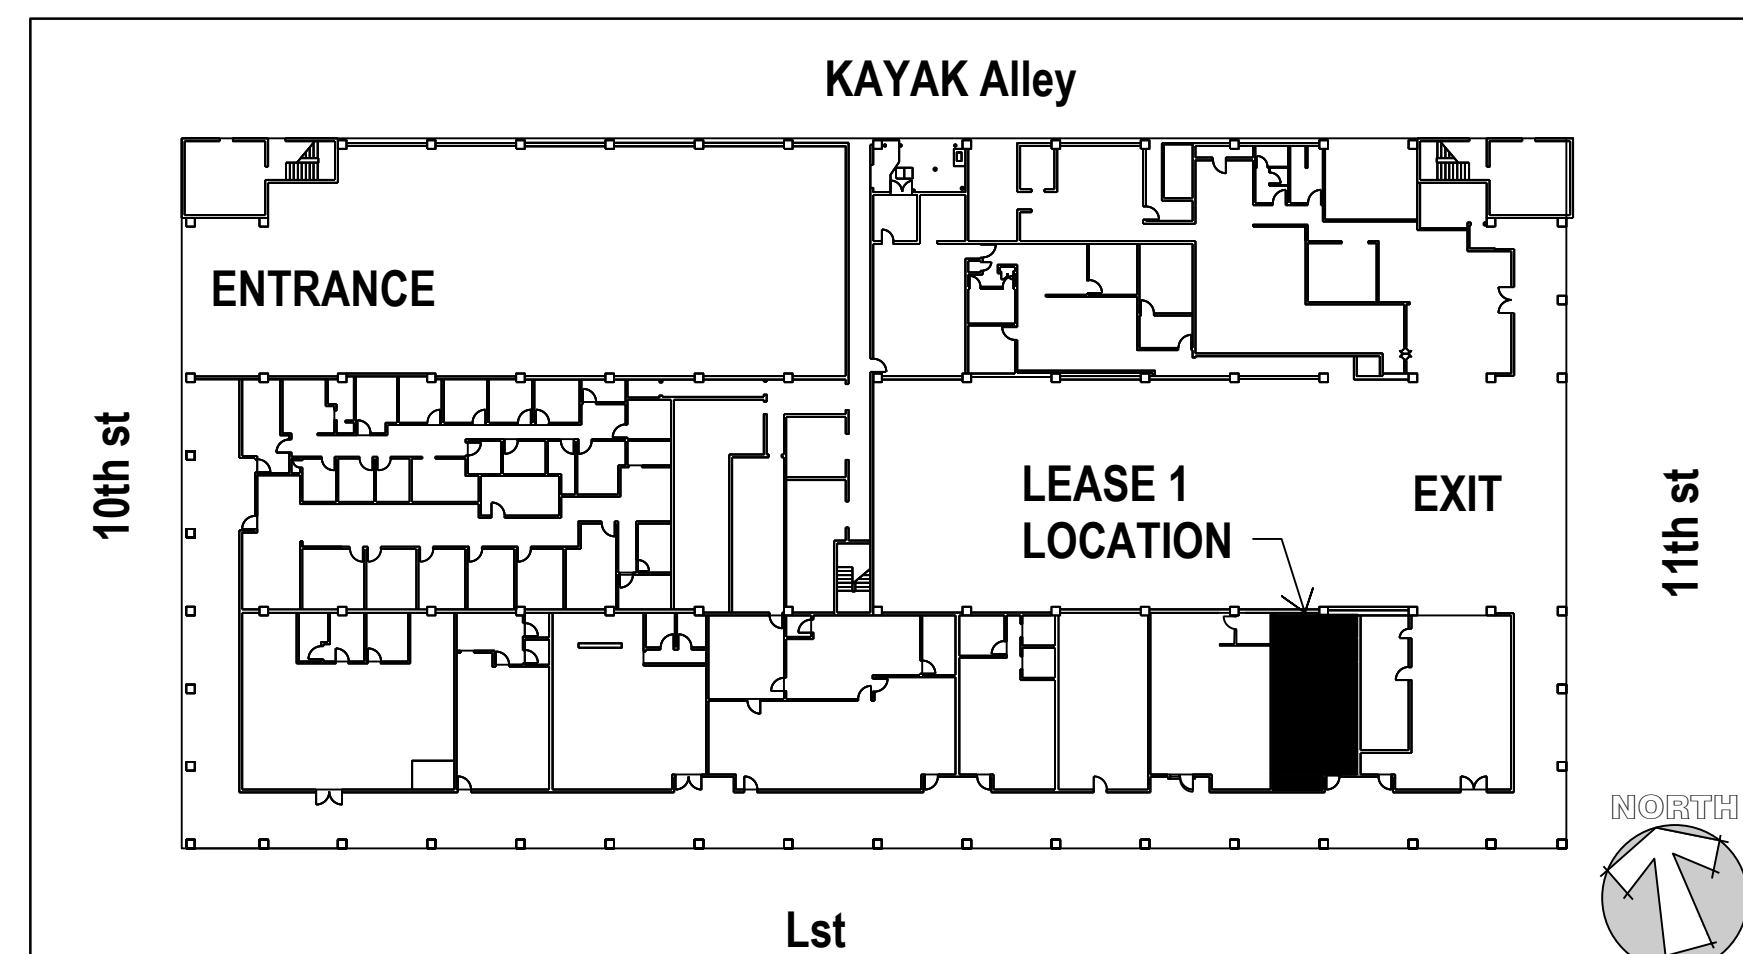 KAYAK Alley
ENTRANCE
10th st
LEASE 1
LOCATION
EXIT
11th st
NORTH
Lst